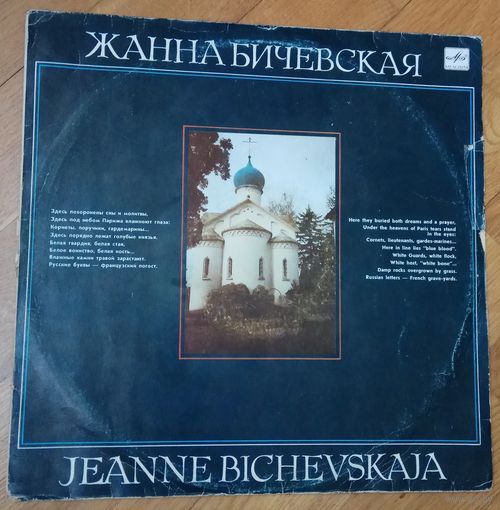 ЖАННА БИЧЕВСКАЯ
Здесь похоронены сны и молитвы,
Здесь под небом Парижа влажнеют глаза:
Корнеты, поручики, гардемарины...
Здесь порядно лежат голубые князья.
Белая гвардия, белая стая,
Белое воинство, белая кость...
Влажные камни травой зарастают.
Русские буквы — французский погост.
Here they buried both dreams and a prayer,
Under the heavens of Paris tears stand
in the eyes:
Cornets, lieutenants, gardes-marines...
Here in line lies "blue blood".
White Guards, white flock,
White host, "white bone"...
Damp rocks overgrown by grass.
Russian letters — French grave-yards.
JEANNE BICHEVSKAJA